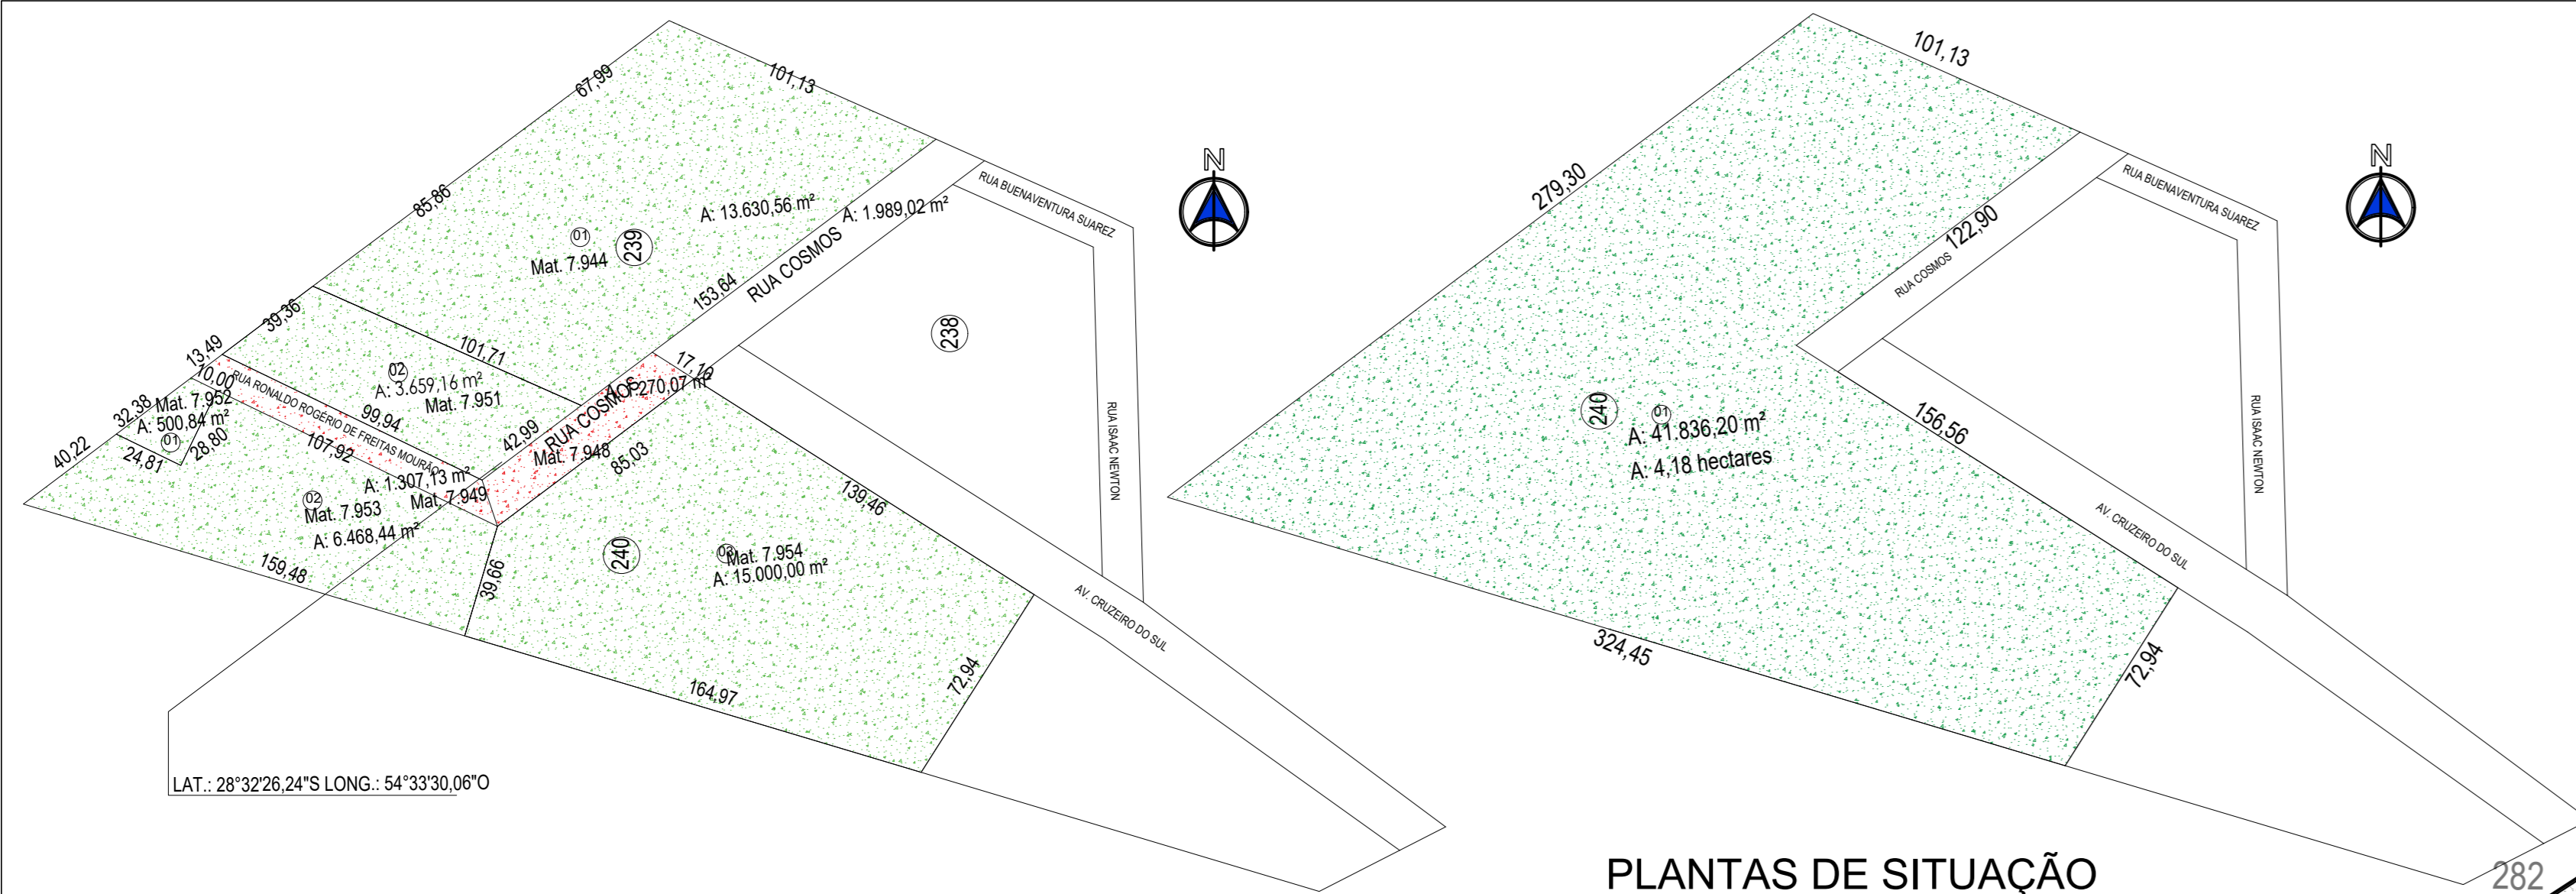 67,99
101,13
85,86
A: 13.630,56 m²
A: 1.989,02 m²
RUA BUENAVENTURA SUAREZ
N
01
239
Mat. 7.944
153,64
RUA COSMOS
238
39,36
13,49
101,71
17,12
10,00
RUA RONALDO ROGÉRIO DE FREITAS MOURÃO
02
A: 3.659,16 m²
Mat. 7.951
99,94
32,38
Mat. 7.952
A: 500,84 m²
01
40,22
24,81
28,80
107,92
42,99
RUA COSMOS
270,07 m²
Mat. 7.948
85,03
A: 1.307,13 m²
Mat. 7.949
02
Mat. 7.953
A: 6.468,44 m²
159,48
39,66
240
03
Mat. 7.954
A: 15.000,00 m²
139,46
RUA ISAAC NEWTON
AV. CRUZEIRO DO SUL
164,97
72,94
LAT.: 28°32'26,24"S LONG.: 54°33'30,06"O
101,13
279,30
N
RUA BUENAVENTURA SUAREZ
122,90
RUA COSMOS
240
01
A: 41.836,20 m²
A: 4,18 hectares
156,56
RUA ISAAC NEWTON
AV. CRUZEIRO DO SUL
324,45
72,94
PLANTAS DE SITUAÇÃO
282